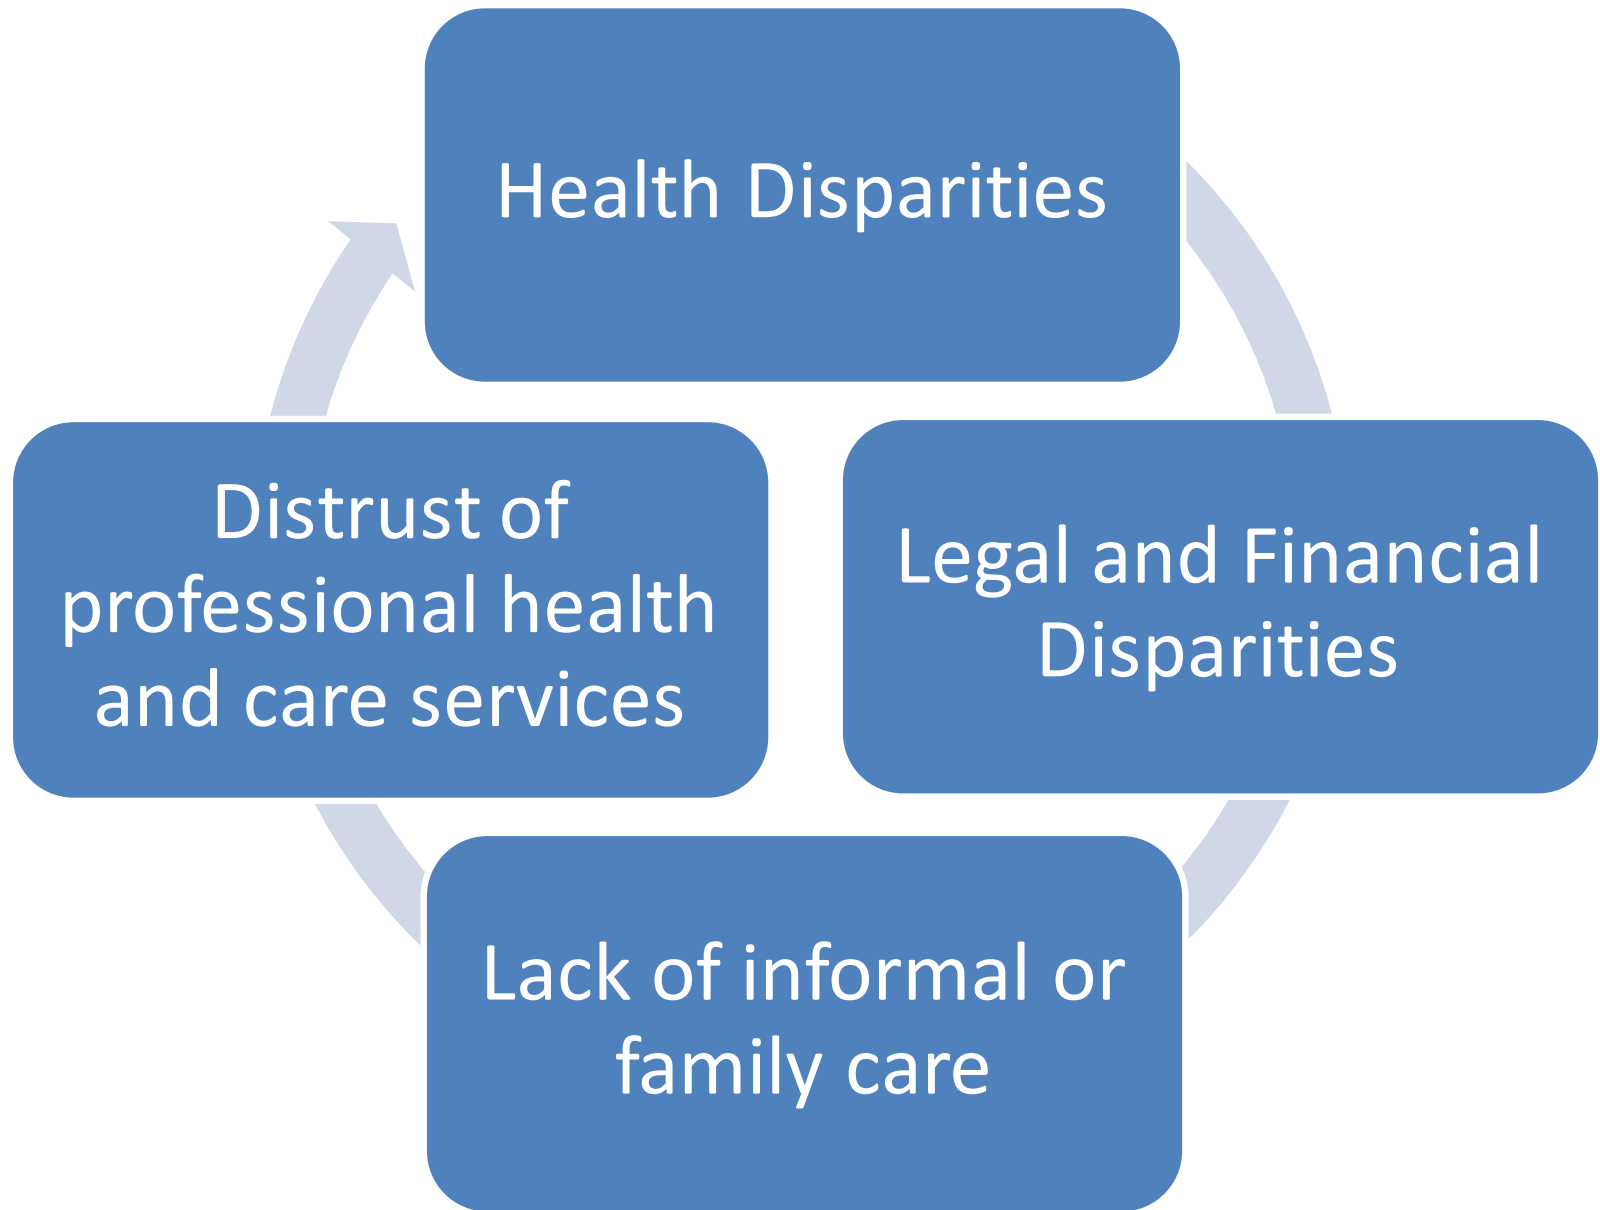 Health Disparities
Legal and Financial
Disparities
Lack of informal or
family care
Distrust of
professional health
and care services